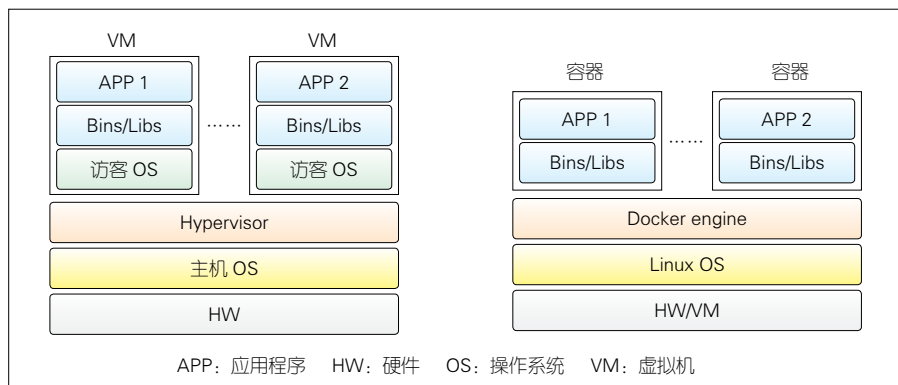 VM VM
APP 1 APP 2
Bins/Libs …… Bins/Libs
访客 OS 访客 OS
Hypervisor
主机 OS
HW
容器 容器
APP 1 APP 2
Bins/Libs …… Bins/Libs
Docker engine
Linux OS
HW/VM
APP：应用程序 HW：硬件 OS：操作系统 VM：虚拟机